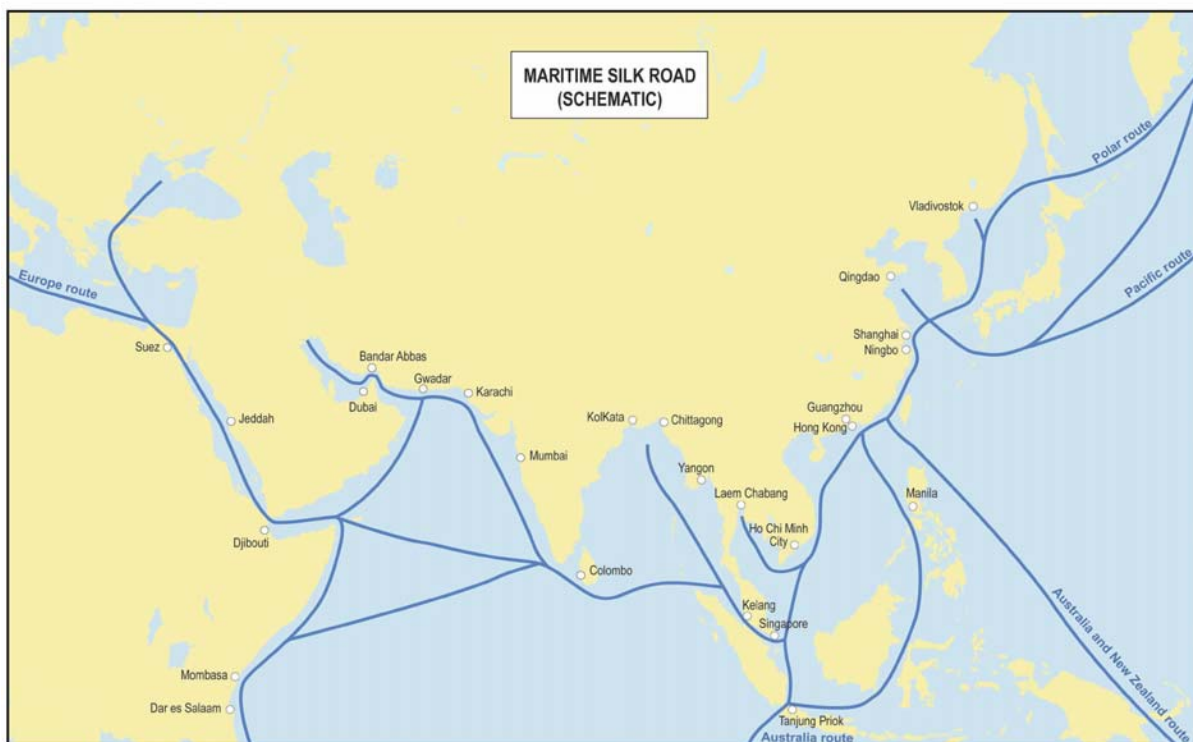 MARITIME SILK ROAD
(SCHEMATIC)
Polar route
Vladivostok
Qingdao
Pacific route
Europe route
Shanghai
Ningbo
Suez
Bandar Abbas
Gwadar
Karachi
Dubai
Jeddah
KolKata
Chittagong
Guangzhou
Hong Kong
Mumbai
Yangon
Laem Chabang
Manila
Ho Chi Minh
City
Djibouti
Colombo
Kelang
Singapore
Australia and New Zealand route
Mombasa
Dar es Salaam
Tanjung Priok
Australia route